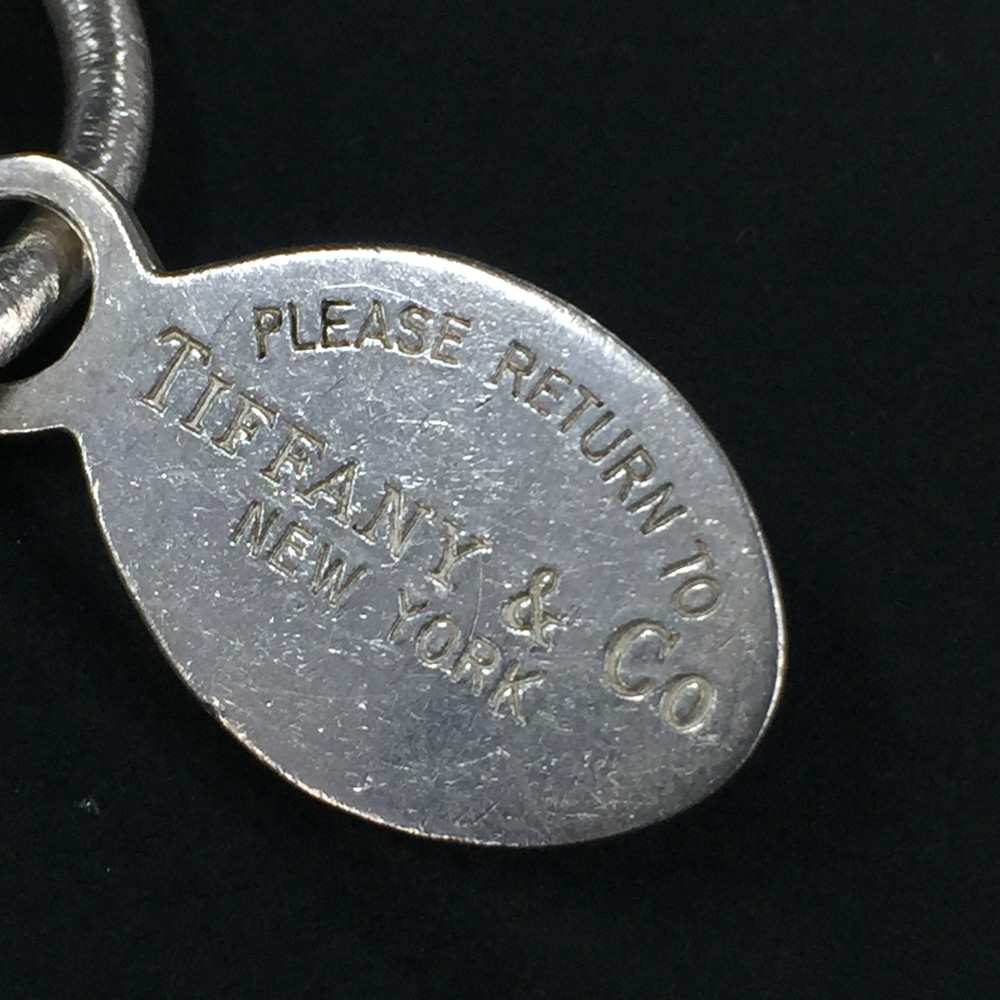 PLEASE RETURN TO
TIFFANY & Co
NEW YORK